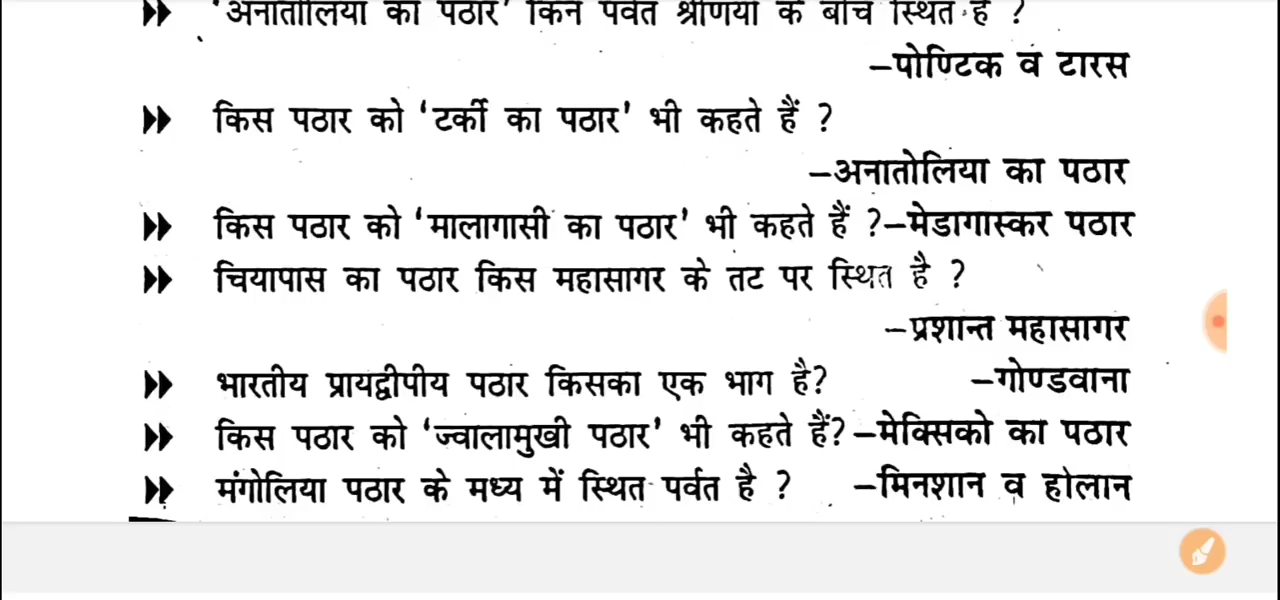 ▶▶ 'अनातोलिया का पठार' किन पर्वत श्रेणियों के बीच स्थित है ?
–पोण्टिक व टारस
▶▶ किस पठार को 'टर्की का पठार' भी कहते हैं ?
–अनातोलिया का पठार
▶▶ किस पठार को 'मालागासी का पठार' भी कहते हैं ?–मेडागास्कर पठार
▶▶ चियापास का पठार किस महासागर के तट पर स्थित है ?
–प्रशान्त महासागर
▶▶ भारतीय प्रायद्वीपीय पठार किसका एक भाग है? –गोण्डवाना
▶▶ किस पठार को 'ज्वालामुखी पठार' भी कहते हैं?–मेक्सिको का पठार
▶▶ मंगोलिया पठार के मध्य में स्थित पर्वत है ? –मिनशान व होलान